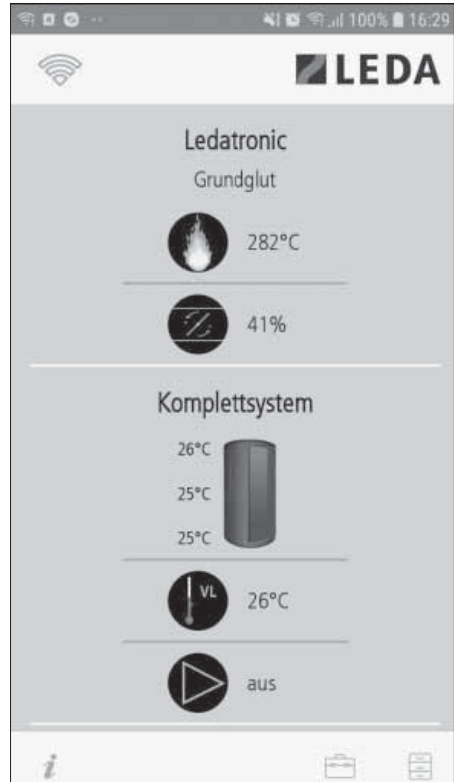 100% 16:29
LEDA
Ledatronic
Grundglut
282°C
41%
Komplettsystem
26°C
25°C
25°C
VL
26°C
aus
i